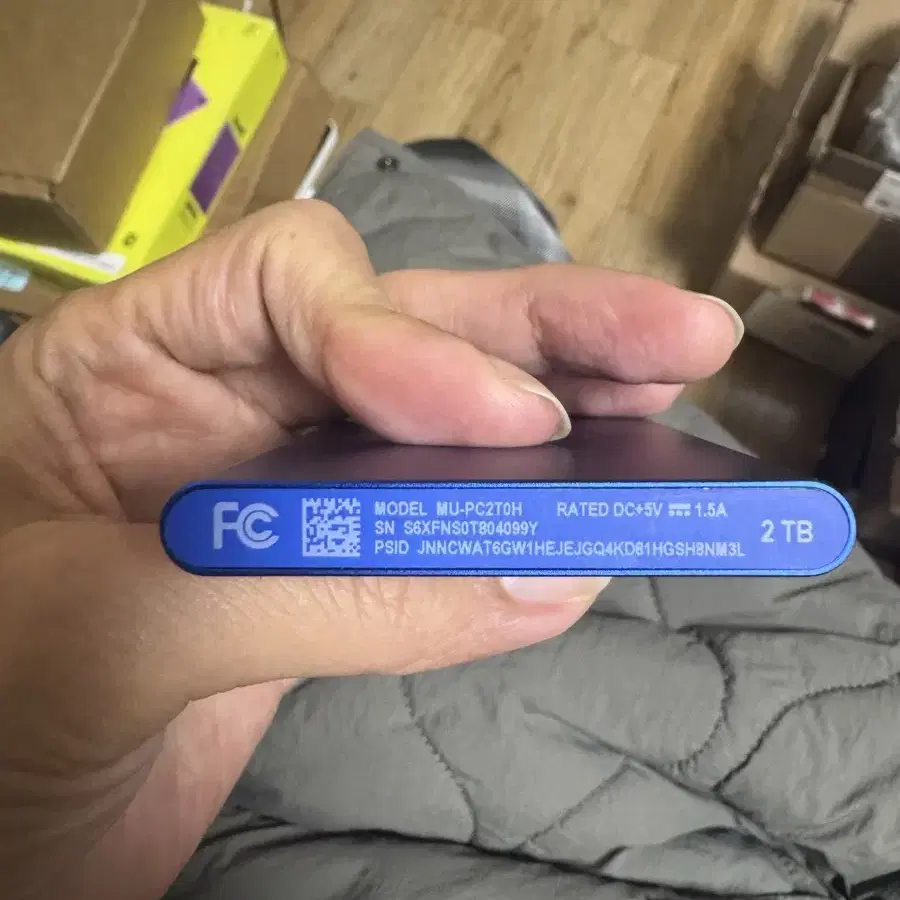 FC
MODEL MU-PC2T0H RATED DC+5V ⎓ 1.5A
SN S6XFNS0T804099Y
PSID JNNCWAT6GW1HEJEJGQ4KD81HGSH8NM3L
2 TB